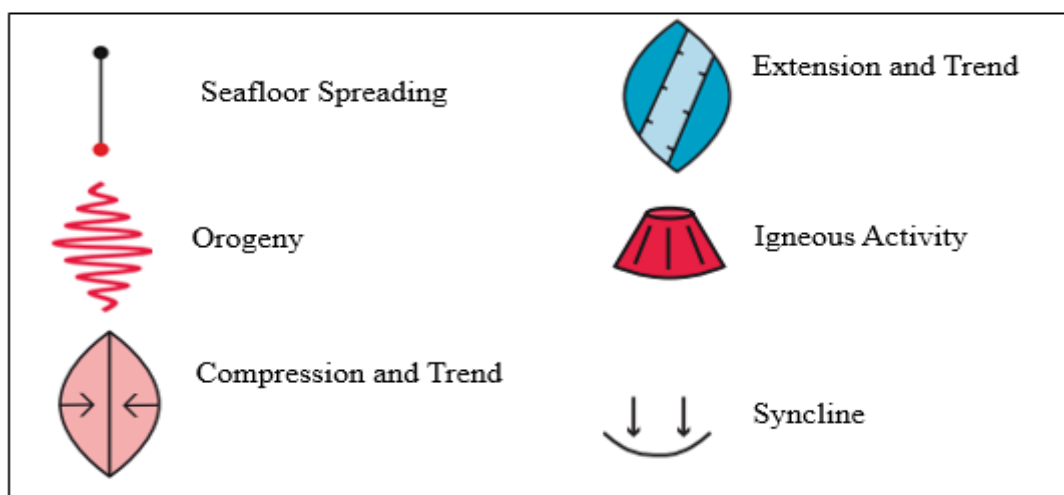 Seafloor Spreading
Extension and Trend
Orogeny
Igneous Activity
Compression and Trend
Syncline